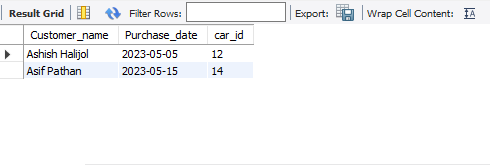 Result Grid Filter Rows: Export: Wrap Cell Content:
Customer_name Purchase_date car_id
Ashish Halijol 2023-05-05 12
Asif Pathan 2023-05-15 14